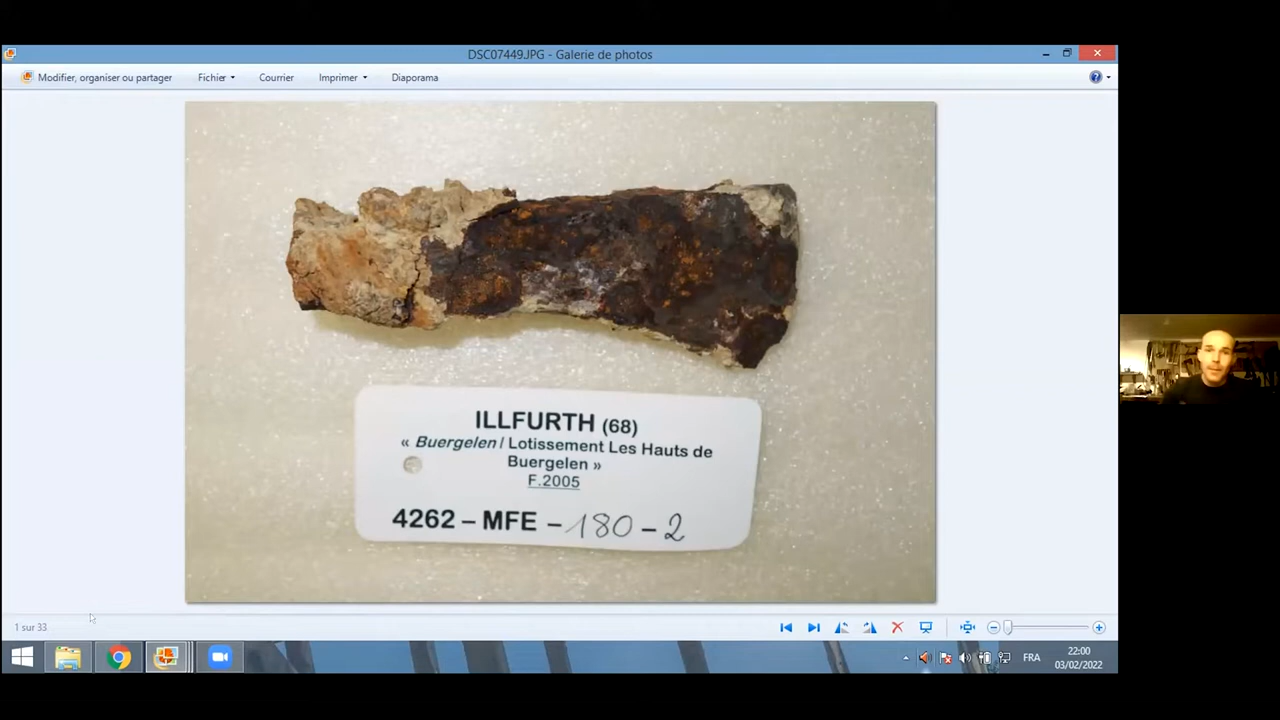 DSC07449.JPG - Galerie de photos
Modifier, organiser ou partager Fichier Courrier Imprimer Diaporama
ILLFURTH (68)
« Buergelen / Lotissement Les Hauts de
Buergelen »
F.2005
4262 – MFE – 180 – 2
1 sur 33
FR
22:00
03/02/2022